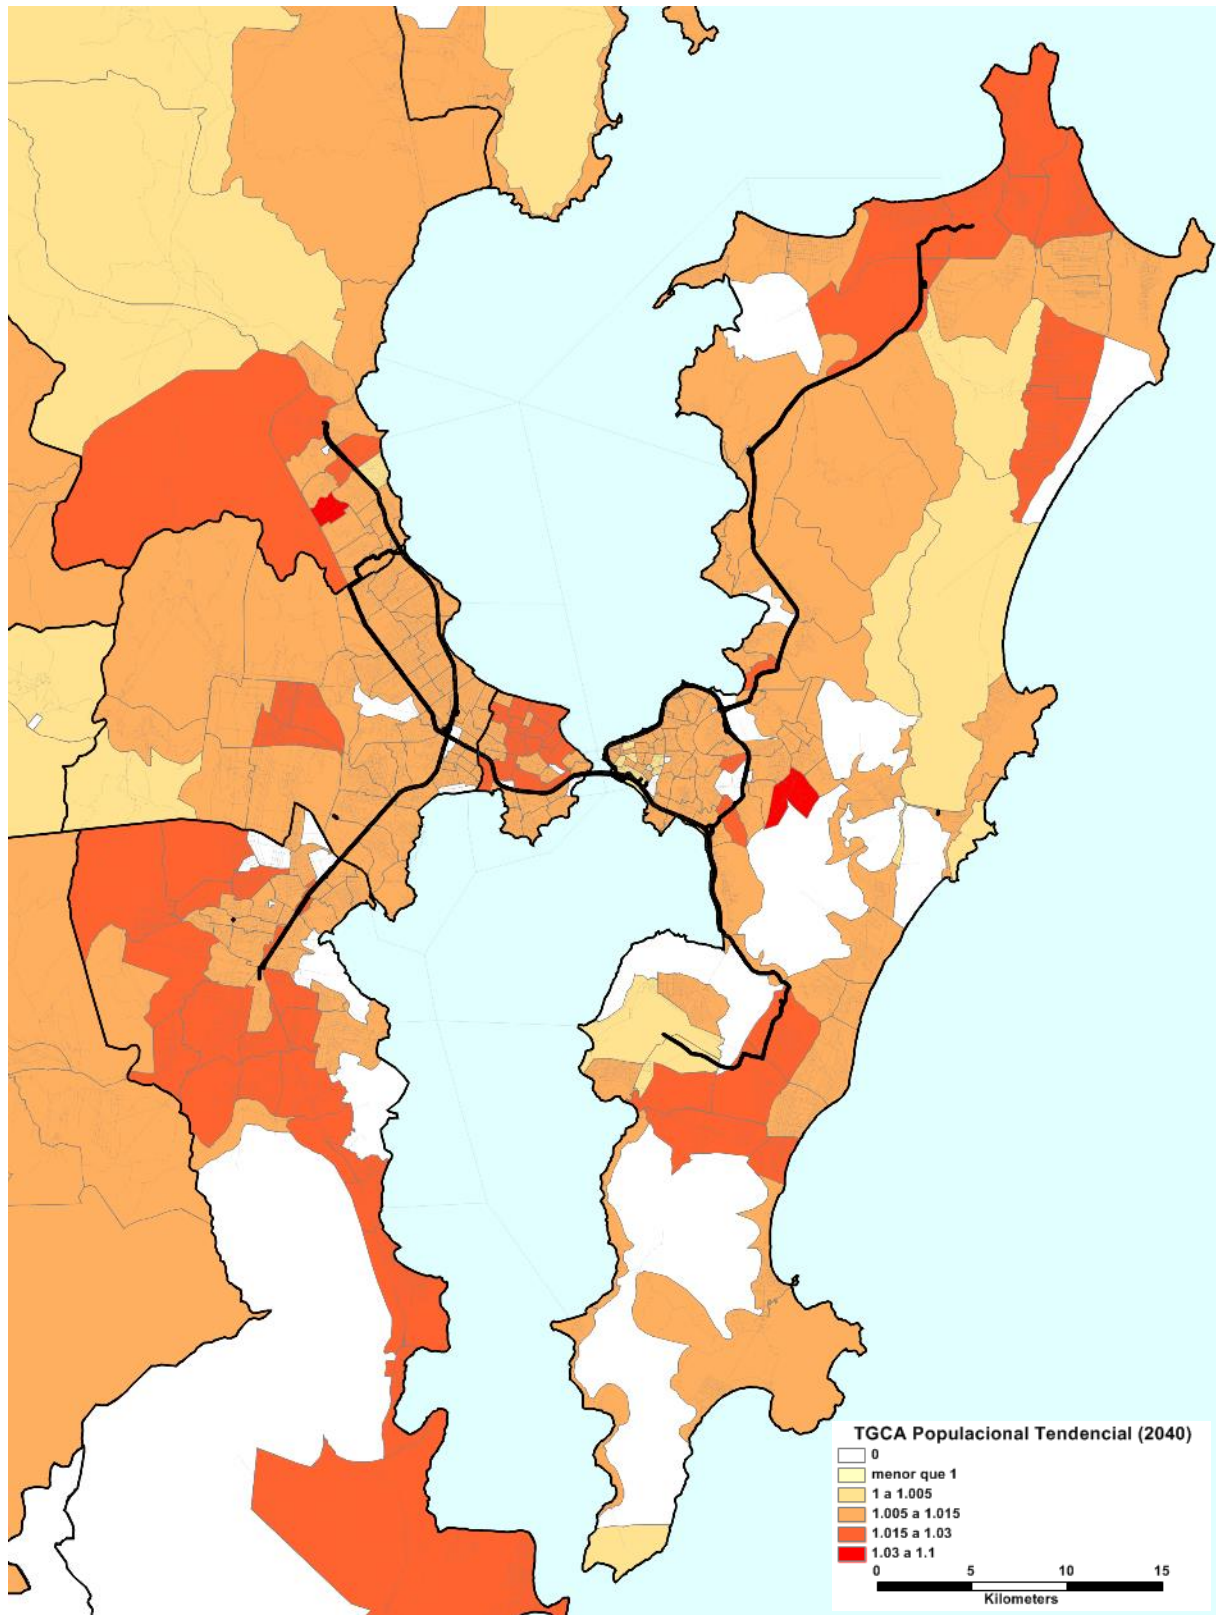 TGCA Populacional Tendencial (2040)
0
menor que 1
1 a 1.005
1.005 a 1.015
1.015 a 1.03
1.03 a 1.1
0 5 10 15
Kilometers